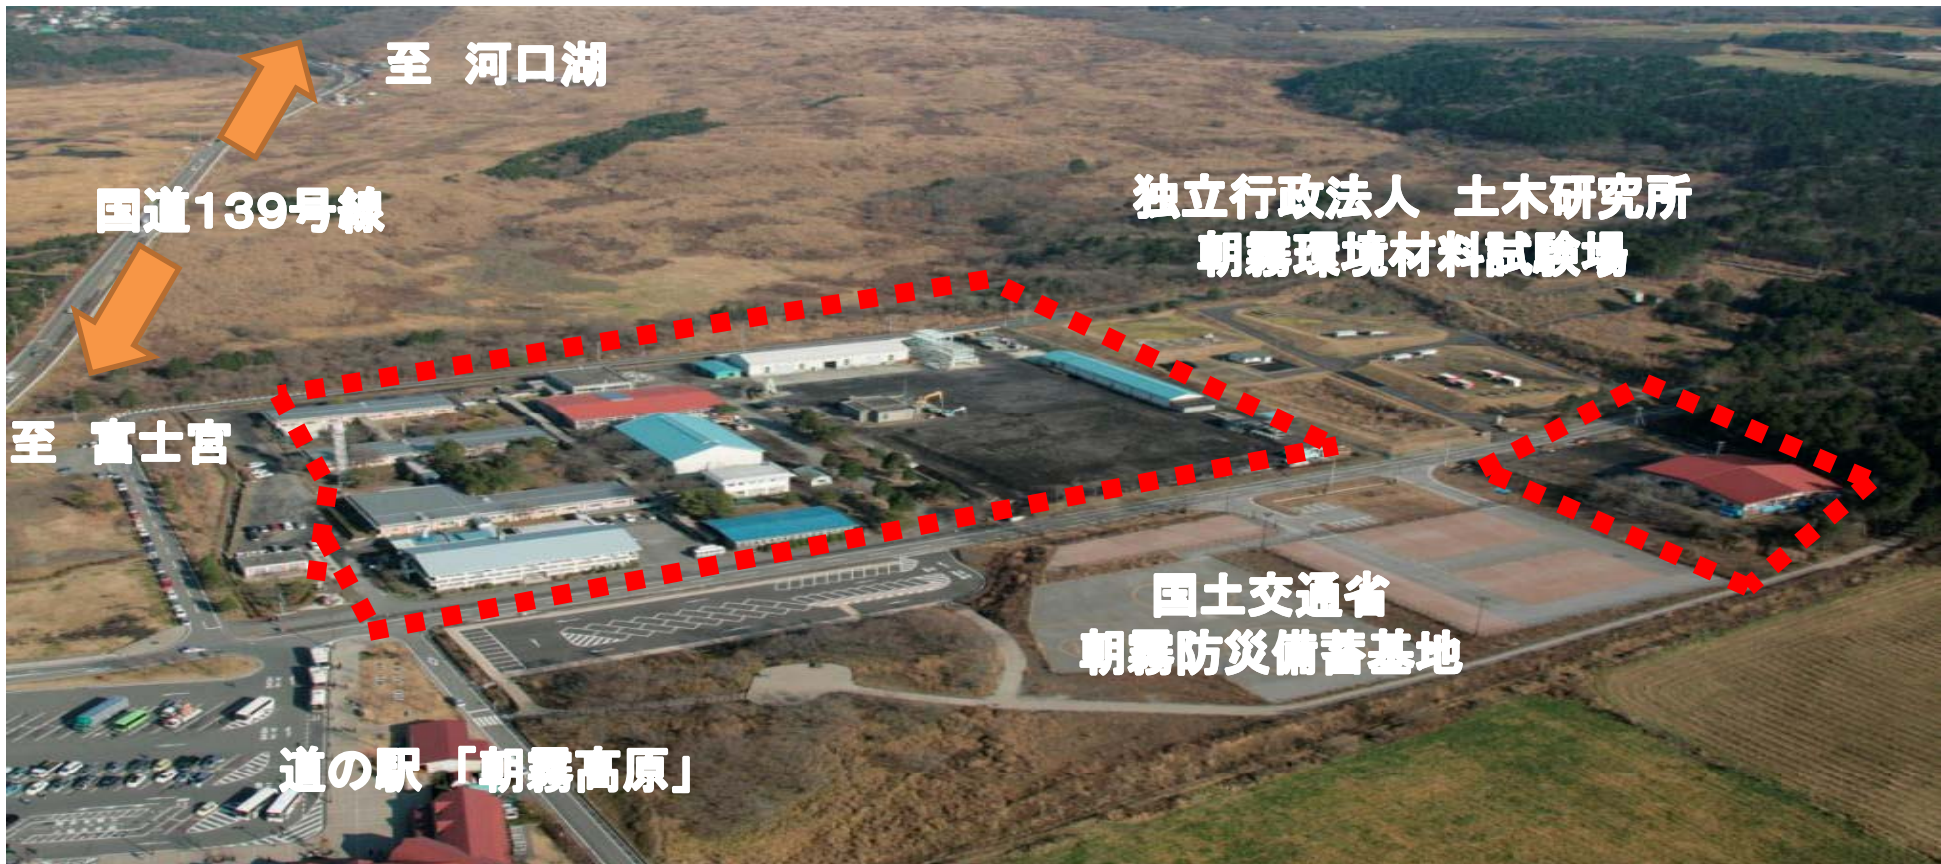 至　河口湖
国道139号線
独立行政法人　土木研究所
朝霧環境材料試験場
至　富士宮
国土交通省
朝霧防災備蓄基地
道の駅「朝霧高原」